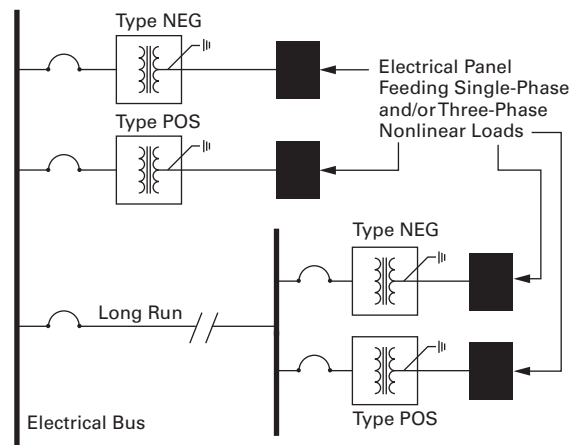 Type NEG
Type POS
Electrical Panel
Feeding Single-Phase
and/or Three-Phase
Nonlinear Loads
Type NEG
Long Run
Type POS
Electrical Bus